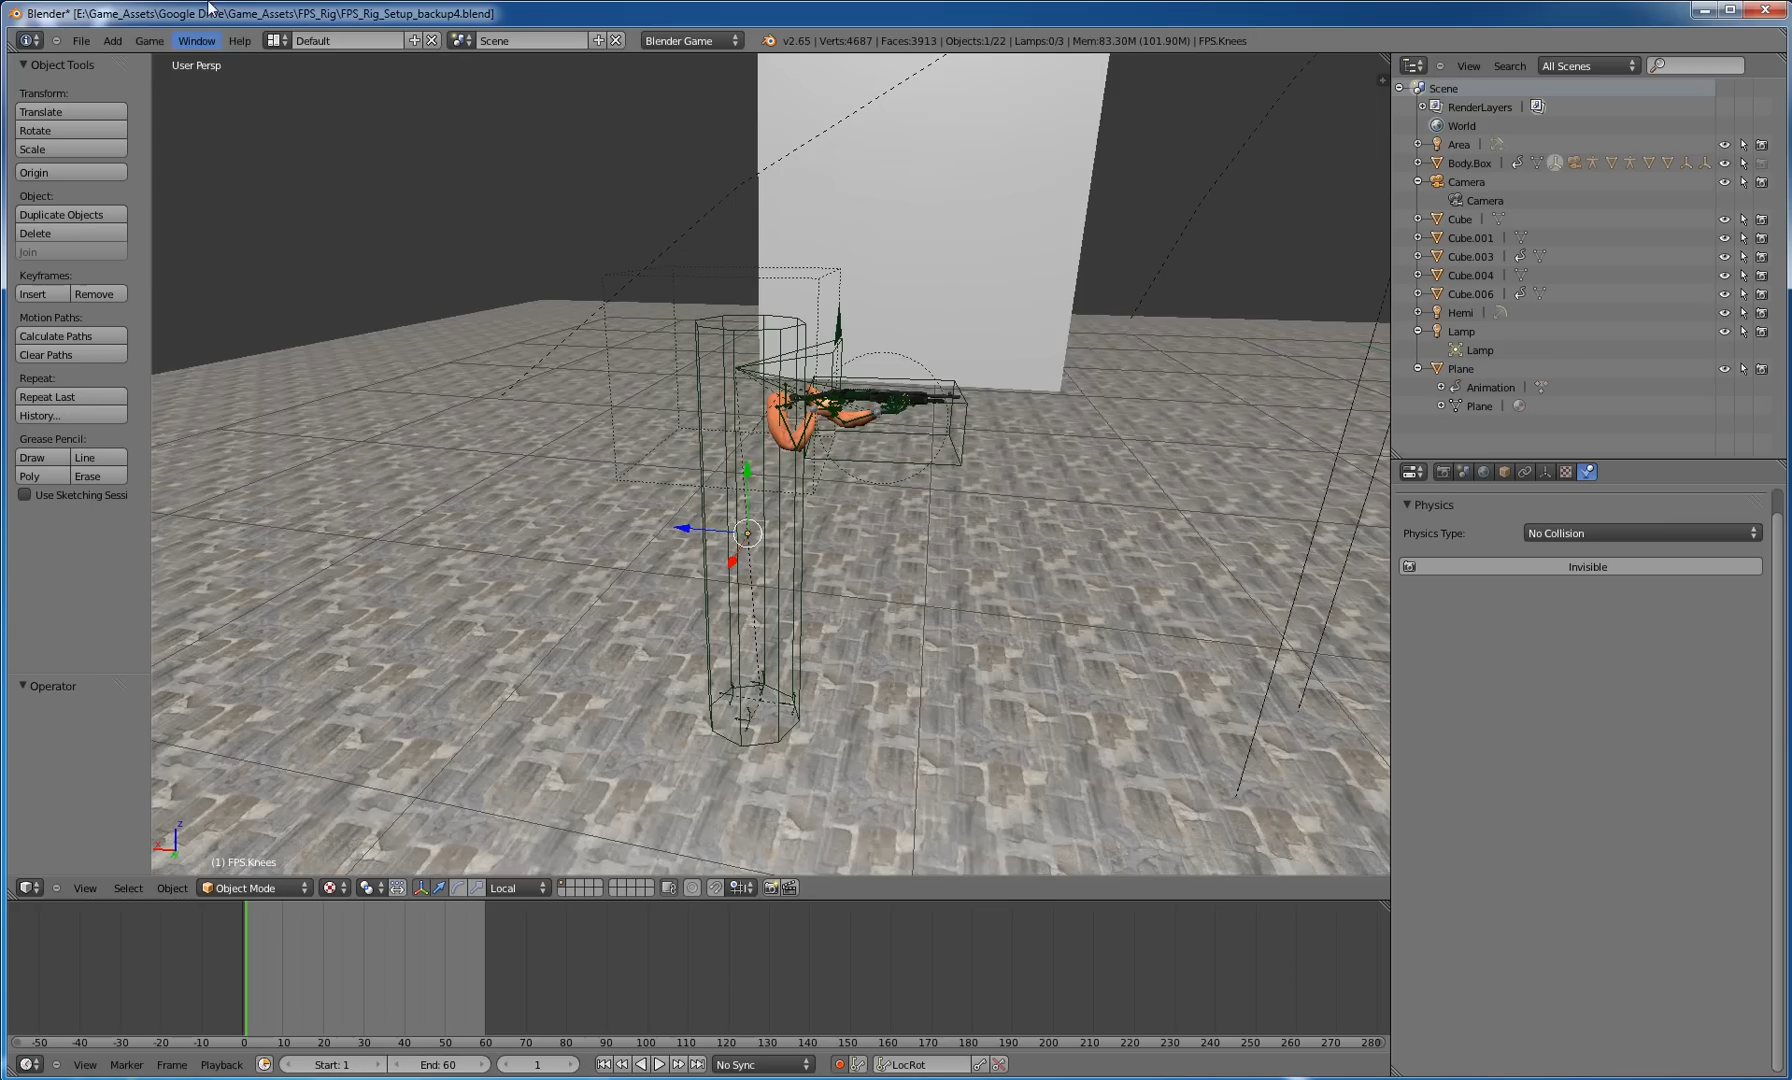 Blender* [E:\Game_Assets\Google Drive\Game_Assets\FPS_Rig\FPS_Rig_Setup_backup4.blend]
File Add Game Window Help Default Scene Blender Game v2.65 | Verts:4687 | Faces:3913 | Objects:1/22 | Lamps:0/3 | Mem:83.30M (101.90M) | FPS.Knees
Object Tools
Transform:
Translate
Rotate
Scale
Origin
Object:
Duplicate Objects
Delete
Join
Keyframes:
Insert Remove
Motion Paths:
Calculate Paths
Clear Paths
Repeat:
Repeat Last
History...
Grease Pencil:
Draw Line
Poly Erase
Use Sketching Sessi
Operator
User Persp
z
x
(1) FPS.Knees
View Select Object Object Mode Local
View Search All Scenes
Scene
RenderLayers |
World
Area |
Body.Box |
Camera
Camera
Cube |
Cube.001 |
Cube.003 |
Cube.004 |
Cube.006 |
Hemi |
Lamp
Lamp
Plane
Animation |
Plane |
Physics
Physics Type: No Collision
Invisible
-50 -40 -30 -20 -10 0 10 20 30 40 50 60 70 80 90 100 110 120 130 140 150 160 170 180 190 200 210 220 230 240 250 260 270 280
View Marker Frame Playback Start: 1 End: 60 1 No Sync LocRot